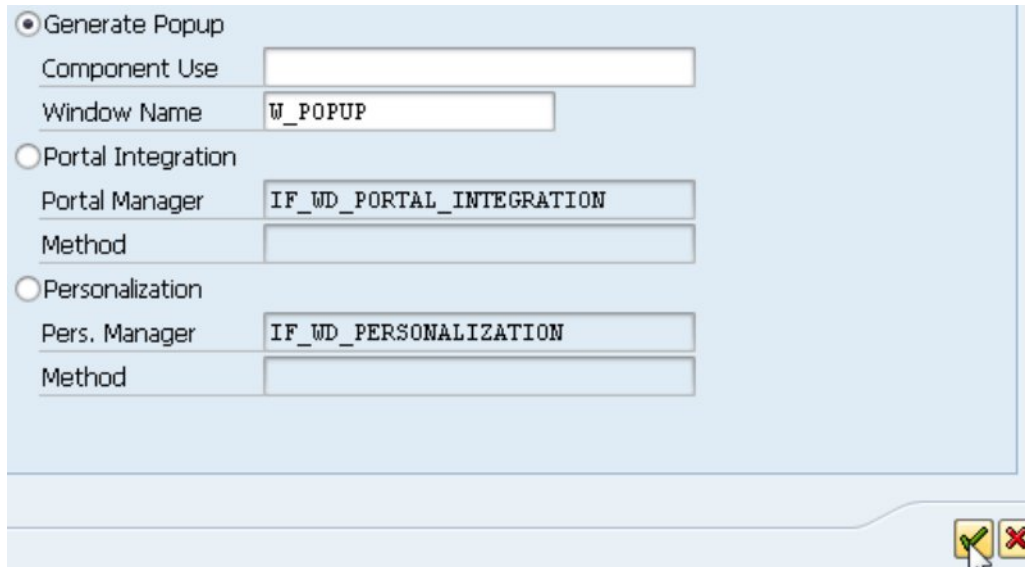 Generate Popup
Component Use
Window Name W_POPUP
Portal Integration
Portal Manager IF_WD_PORTAL_INTEGRATION
Method
Personalization
Pers. Manager IF_WD_PERSONALIZATION
Method